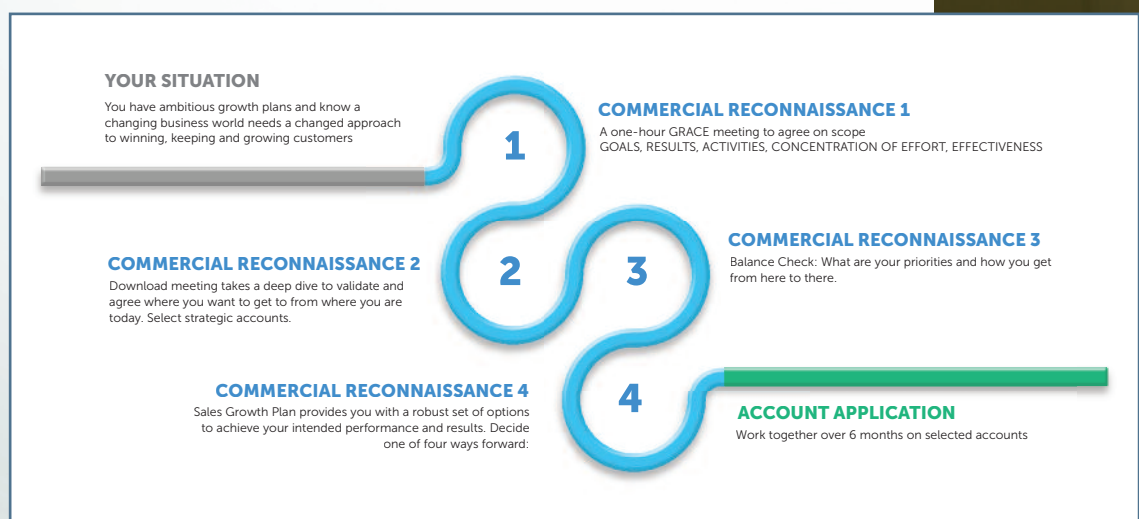 YOUR SITUATION
You have ambitious growth plans and know a
changing business world needs a changed approach
to winning, keeping and growing customers
1
COMMERCIAL RECONNAISSANCE 1
A one-hour GRACE meeting to agree on scope
GOALS, RESULTS, ACTIVITIES, CONCENTRATION OF EFFORT, EFFECTIVENESS
COMMERCIAL RECONNAISSANCE 2
Download meeting takes a deep dive to validate and
agree where you want to get to from where you are
today. Select strategic accounts.
2
3
COMMERCIAL RECONNAISSANCE 3
Balance Check: What are your priorities and how you get
from here to there.
COMMERCIAL RECONNAISSANCE 4
Sales Growth Plan provides you with a robust set of options
to achieve your intended performance and results. Decide
one of four ways forward:
4
ACCOUNT APPLICATION
Work together over 6 months on selected accounts